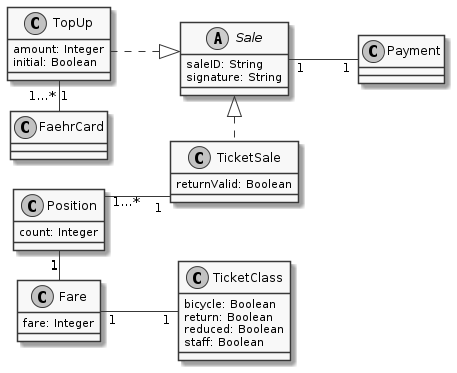 C TopUp
amount: Integer
initial: Boolean
A Sale
saleID: String
signature: String
C Payment
1 1
1...* 1
C FaehrCard
C TicketSale
returnValid: Boolean
C Position
count: Integer
1...* 1
1
C Fare
fare: Integer
1 1
C TicketClass
bicycle: Boolean
return: Boolean
reduced: Boolean
staff: Boolean